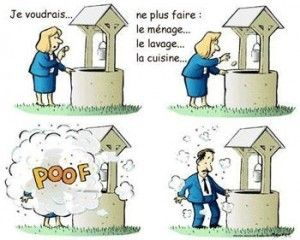 Je voudrais...
ne plus faire :
le ménage...
le lavage...
la cuisine...
POOF